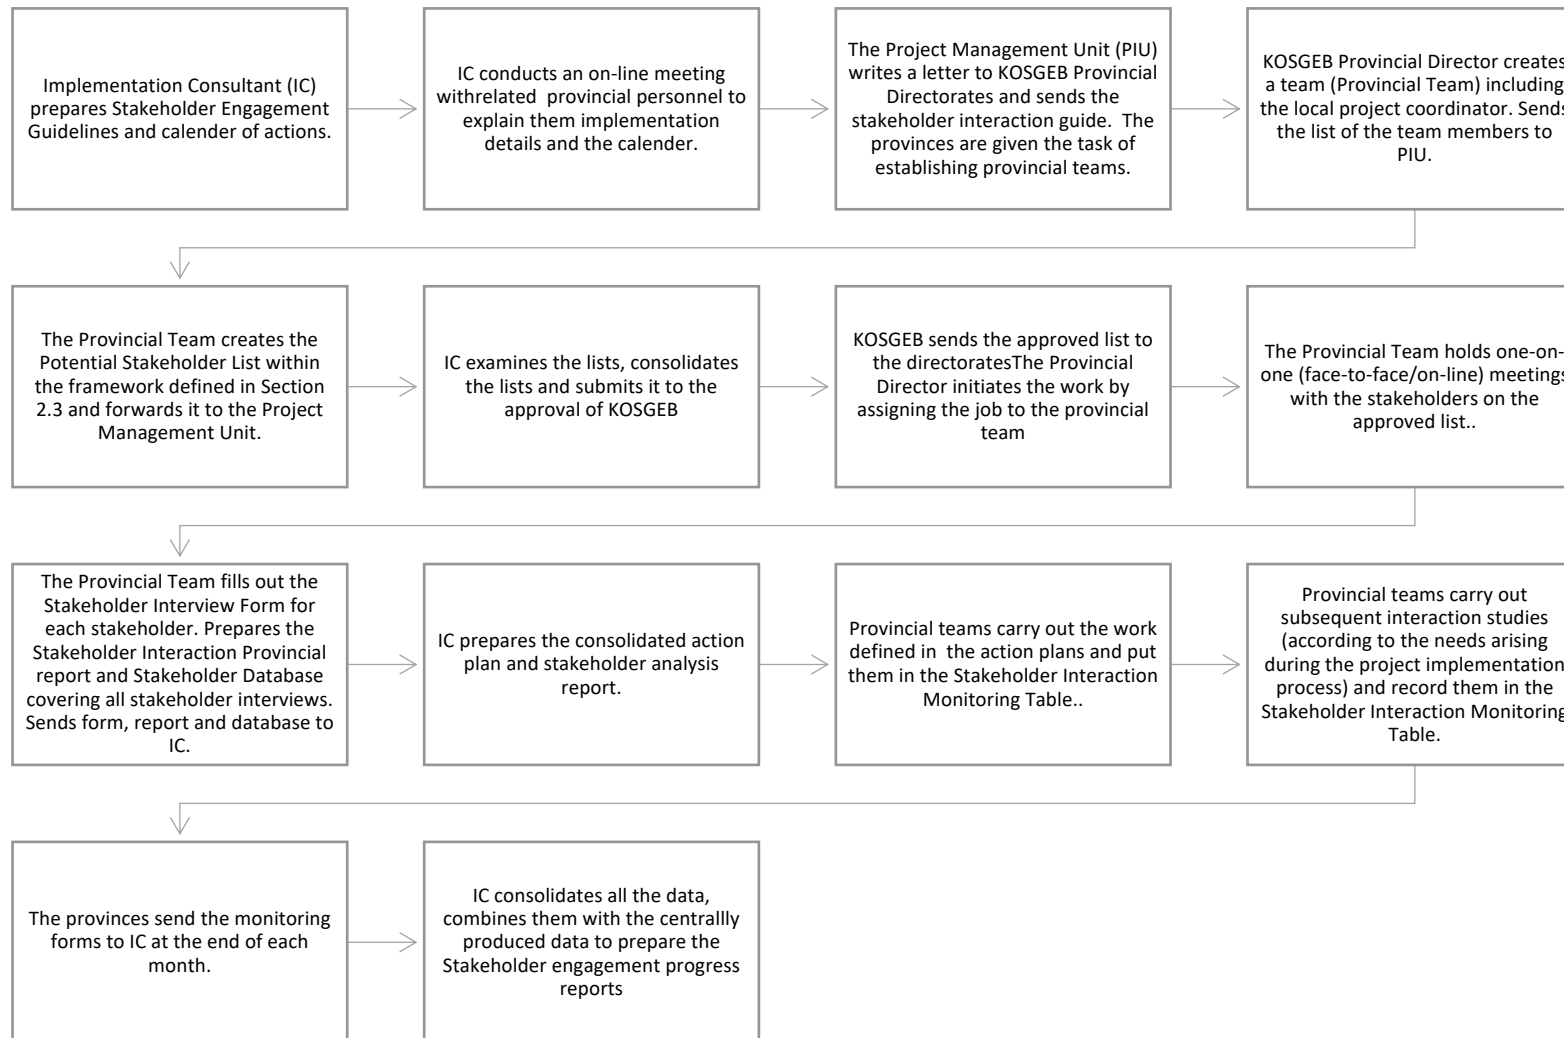 Implementation Consultant (IC)
prepares Stakeholder Engagement
Guidelines and calender of actions.
IC conducts an on-line meeting
withrelated provincial personnel to
explain them implementation
details and the calender.
The Project Management Unit (PIU)
writes a letter to KOSGEB Provincial
Directorates and sends the
stakeholder interaction guide. The
provinces are given the task of
establishing provincial teams.
KOSGEB Provincial Director creates
a team (Provincial Team) including
the local project coordinator. Sends
the list of the team members to
PIU.
The Provincial Team creates the
Potential Stakeholder List within
the framework defined in Section
2.3 and forwards it to the Project
Management Unit.
IC examines the lists, consolidates
the lists and submits it to the
approval of KOSGEB
KOSGEB sends the approved list to
the directoratesThe Provincial
Director initiates the work by
assigning the job to the provincial
team
The Provincial Team holds one-on-
one (face-to-face/on-line) meetings
with the stakeholders on the
approved list..
The Provincial Team fills out the
Stakeholder Interview Form for
each stakeholder. Prepares the
Stakeholder Interaction Provincial
report and Stakeholder Database
covering all stakeholder interviews.
Sends form, report and database to
IC.
IC prepares the consolidated action
plan and stakeholder analysis
report.
Provincial teams carry out the work
defined in the action plans and put
them in the Stakeholder Interaction
Monitoring Table..
Provincial teams carry out
subsequent interaction studies
(according to the needs arising
during the project implementation
process) and record them in the
Stakeholder Interaction Monitoring
Table.
The provinces send the monitoring
forms to IC at the end of each
month.
IC consolidates all the data,
combines them with the centrallly
produced data to prepare the
Stakeholder engagement progress
reports